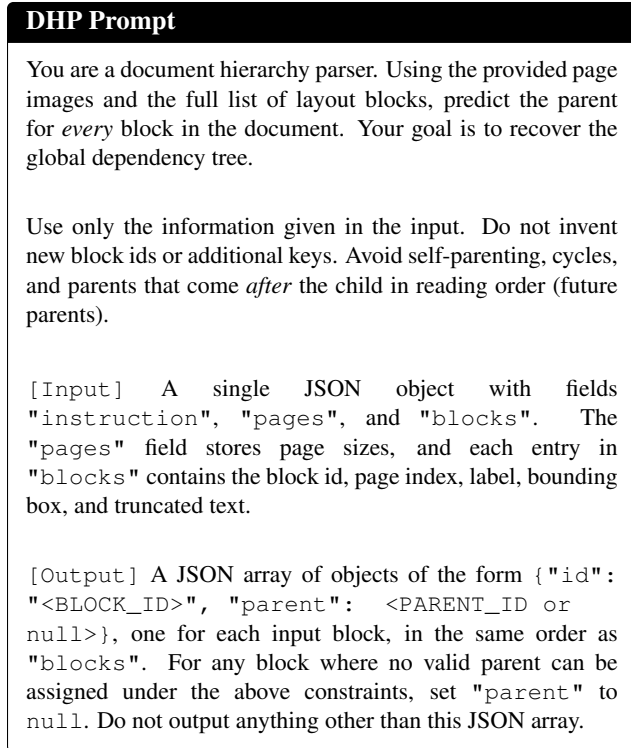 DHP Prompt
You are a document hierarchy parser. Using the provided page
images and the full list of layout blocks, predict the parent
for every block in the document. Your goal is to recover the
global dependency tree.
Use only the information given in the input. Do not invent
new block ids or additional keys. Avoid self-parenting, cycles,
and parents that come after the child in reading order (future
parents).
[Input] A single JSON object with fields
"instruction", "pages", and "blocks". The
"pages" field stores page sizes, and each entry in
"blocks" contains the block id, page index, label, bounding
box, and truncated text.
[Output] A JSON array of objects of the form {"id":
"<BLOCK_ID>", "parent": <PARENT_ID or
null>}, one for each input block, in the same order as
"blocks". For any block where no valid parent can be
assigned under the above constraints, set "parent" to
null. Do not output anything other than this JSON array.